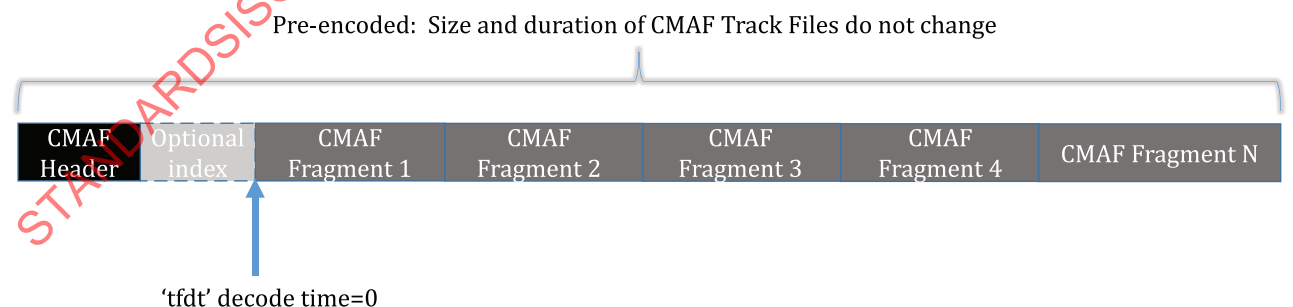 Pre-encoded:  Size and duration of CMAF Track Files do not change
CMAF
Header
Optional
index
CMAF
Fragment 1
CMAF
Fragment 2
CMAF
Fragment 3
CMAF
Fragment 4
CMAF Fragment N
‘tfdt’ decode time=0
STANDARDSISO